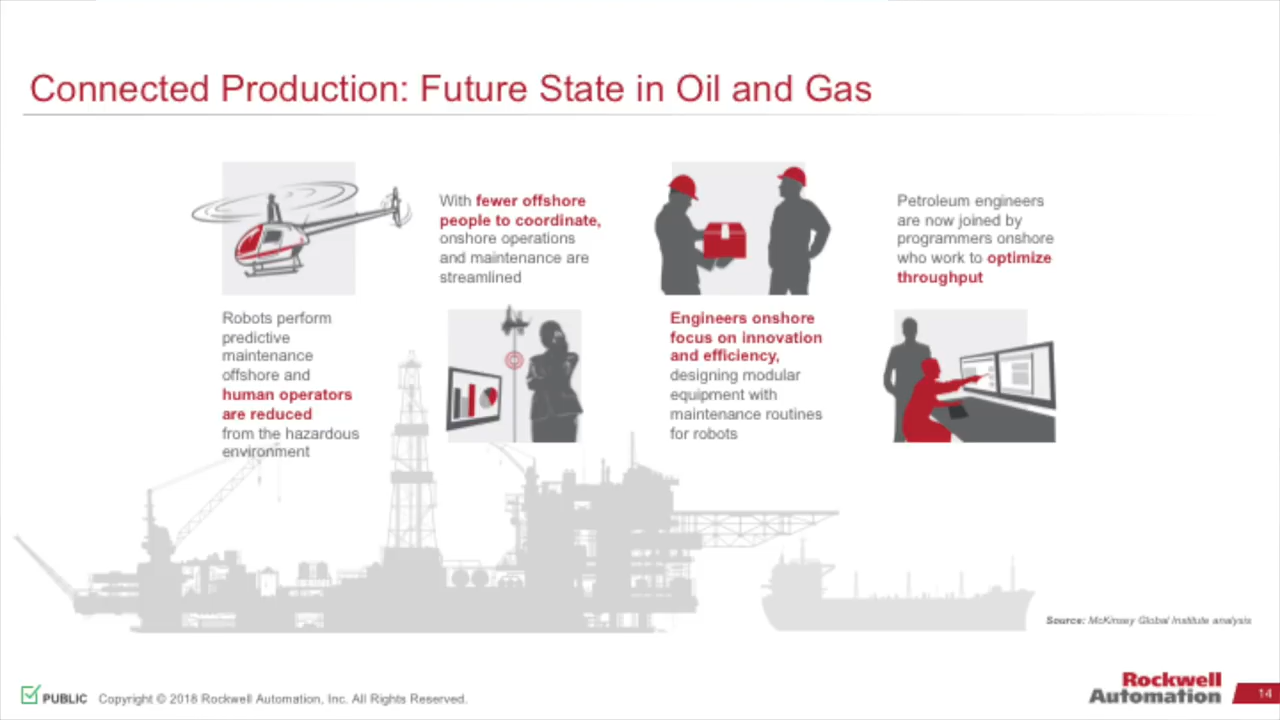 Connected Production: Future State in Oil and Gas
Robots perform
predictive
maintenance
offshore and
human operators
are reduced
from the hazardous
environment
With fewer offshore
people to coordinate,
onshore operations
and maintenance are
streamlined
Engineers onshore
focus on innovation
and efficiency,
designing modular
equipment with
maintenance routines
for robots
Petroleum engineers
are now joined by
programmers onshore
who work to optimize
throughput
Source: McKinsey Global Institute analysis
PUBLIC Copyright © 2018 Rockwell Automation, Inc. All Rights Reserved.
Rockwell
Automation
14